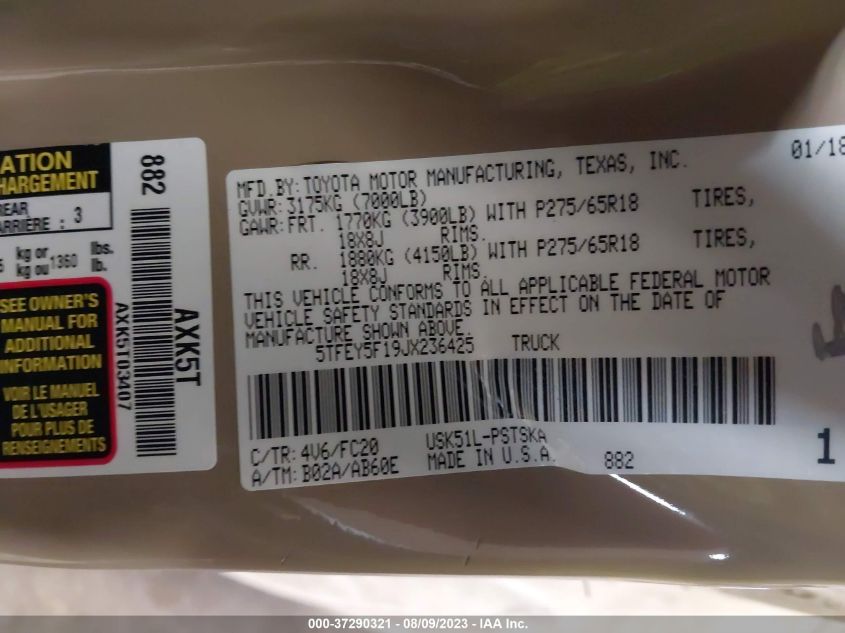 ATION
HARGEMENT
REAR
ARRIÈRE : 3
kg or
kg ou 1360 lbs.
lb.
SEE OWNER'S
MANUAL FOR
ADDITIONAL
INFORMATION
VOIR LE MANUEL
DE L'USAGER
POUR PLUS DE
RENSEIGNEMENTS
882
AXK5T03407
AXK5T
01/18
MFD.BY:TOYOTA MOTOR MANUFACTURING, TEXAS, INC.
GVWR:3175KG (7000LB)
GAWR:FRT. 1770KG (3900LB) WITH P275/65R18 TIRES,
18X8J RIMS.
RR. 1880KG (4150LB) WITH P275/65R18 TIRES,
18X8J RIMS.
THIS VEHICLE CONFORMS TO ALL APPLICABLE FEDERAL MOTOR
VEHICLE SAFETY STANDARDS IN EFFECT ON THE DATE OF
MANUFACTURE SHOWN ABOVE.
5TFEY5F19JX236425 TRUCK
C/TR:4V6/FC20 USK51L-PSTSKA
A/TM:B02A/AB60E MADE IN U.S.A. 882
1
000-37290321 - 08/09/2023 - IAA Inc.